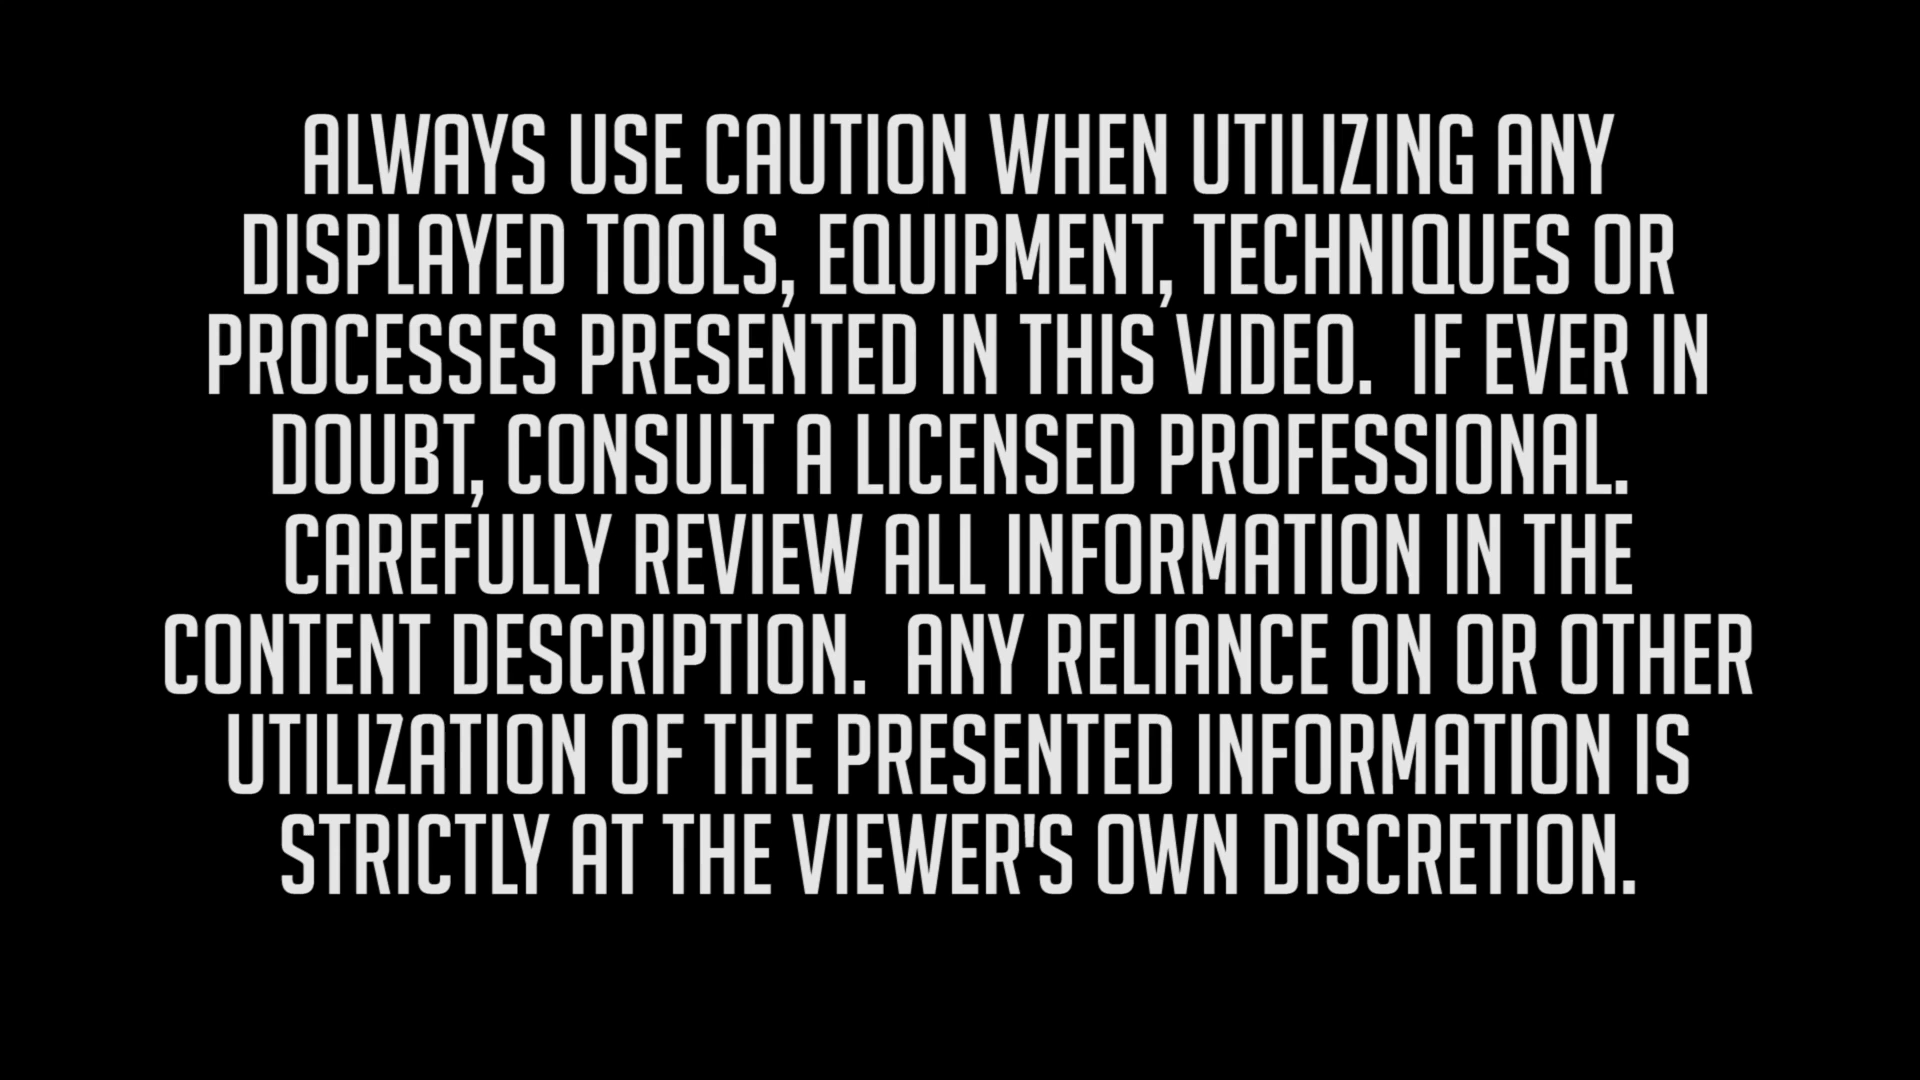 ALWAYS USE CAUTION WHEN UTILIZING ANY
DISPLAYED TOOLS, EQUIPMENT, TECHNIQUES OR
PROCESSES PRESENTED IN THIS VIDEO.  IF EVER IN
DOUBT, CONSULT A LICENSED PROFESSIONAL.
CAREFULLY REVIEW ALL INFORMATION IN THE
CONTENT DESCRIPTION.  ANY RELIANCE ON OR OTHER
UTILIZATION OF THE PRESENTED INFORMATION IS
STRICTLY AT THE VIEWER'S OWN DISCRETION.